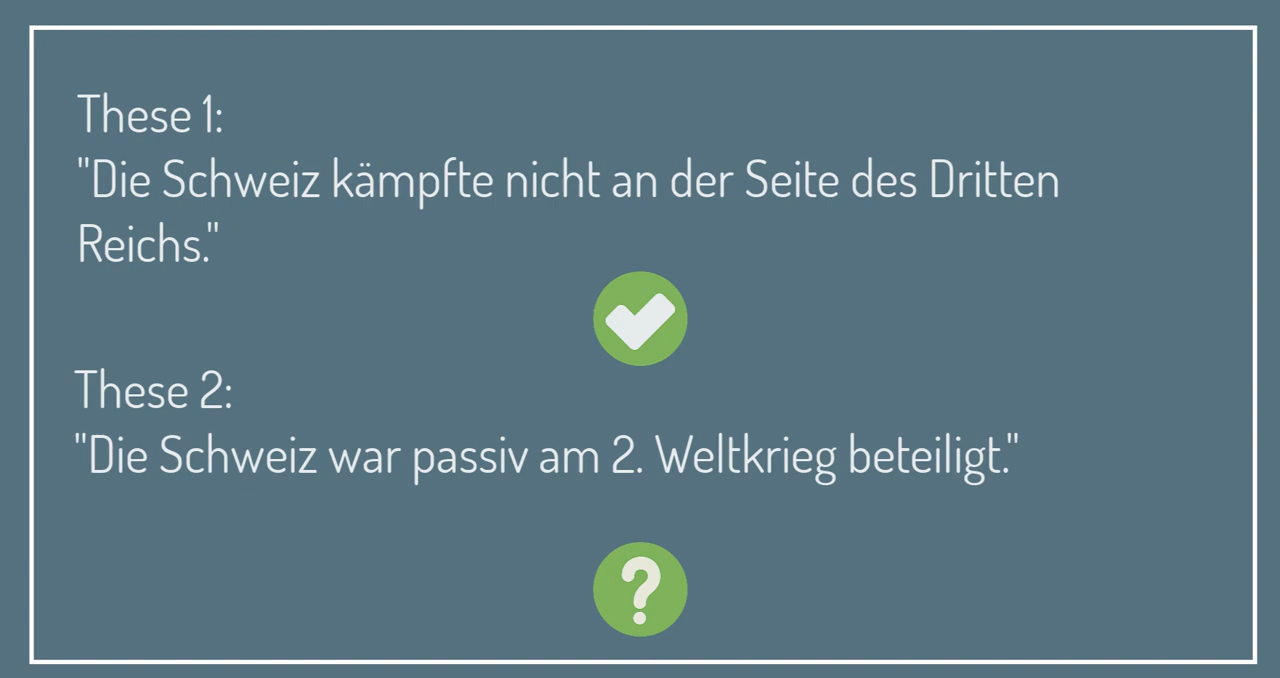 These 1:
"Die Schweiz kämpfte nicht an der Seite des Dritten
Reichs."
These 2:
"Die Schweiz war passiv am 2. Weltkrieg beteiligt."
?